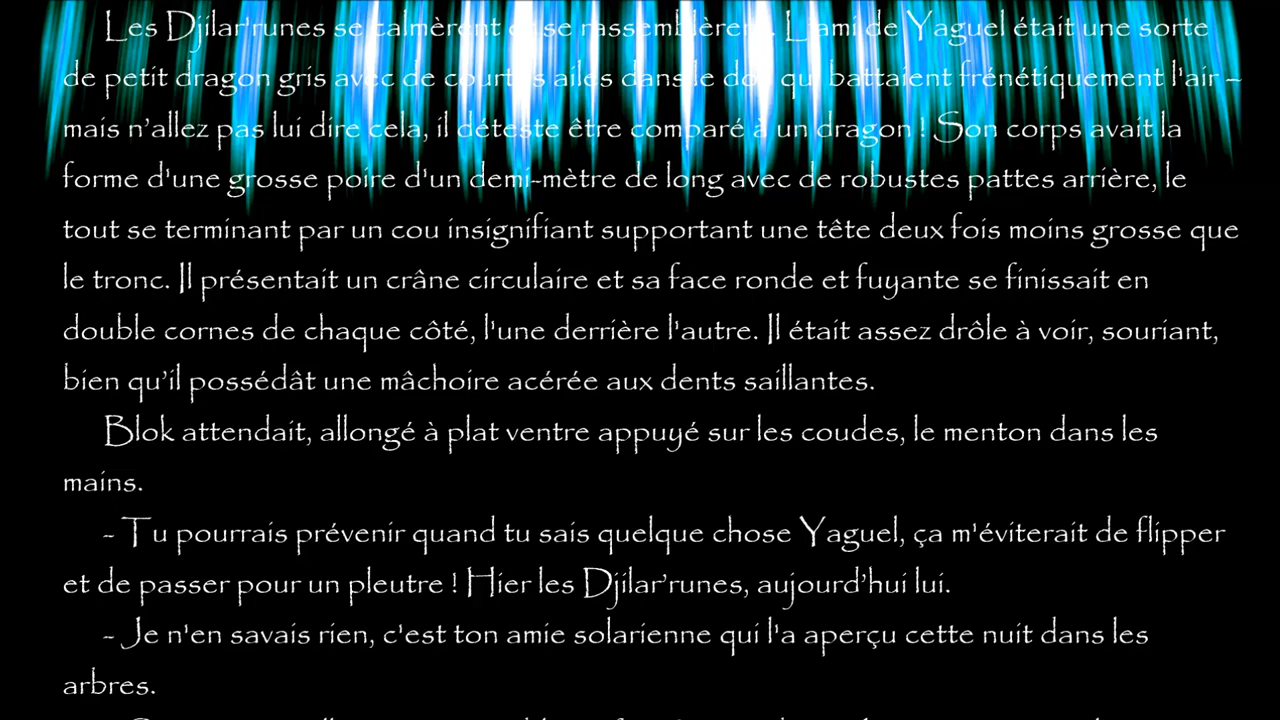 Les Djilar'runes se calmèrent et se rassemblèrent. L'ami de Yaguel était une sorte
de petit dragon gris avec de courtes ailes dans le dos qui battaient frénétiquement l'air –
mais n'allez pas lui dire cela, il déteste être comparé à un dragon ! Son corps avait la
forme d'une grosse poire d'un demi-mètre de long avec de robustes pattes arrière, le
tout se terminant par un cou insignifiant supportant une tête deux fois moins grosse que
le tronc. Il présentait un crâne circulaire et sa face ronde et fuyante se finissait en
double cornes de chaque côté, l'une derrière l'autre. Il était assez drôle à voir, souriant,
bien qu'il possédât une mâchoire acérée aux dents saillantes.
Blok attendait, allongé à plat ventre appuyé sur les coudes, le menton dans les
mains.
- Tu pourrais prévenir quand tu sais quelque chose Yaguel, ça m'éviterait de flipper
et de passer pour un pleutre ! Hier les Djilar'runes, aujourd'hui lui.
- Je n'en savais rien, c'est ton amie solarienne qui l'a aperçu cette nuit dans les
arbres.